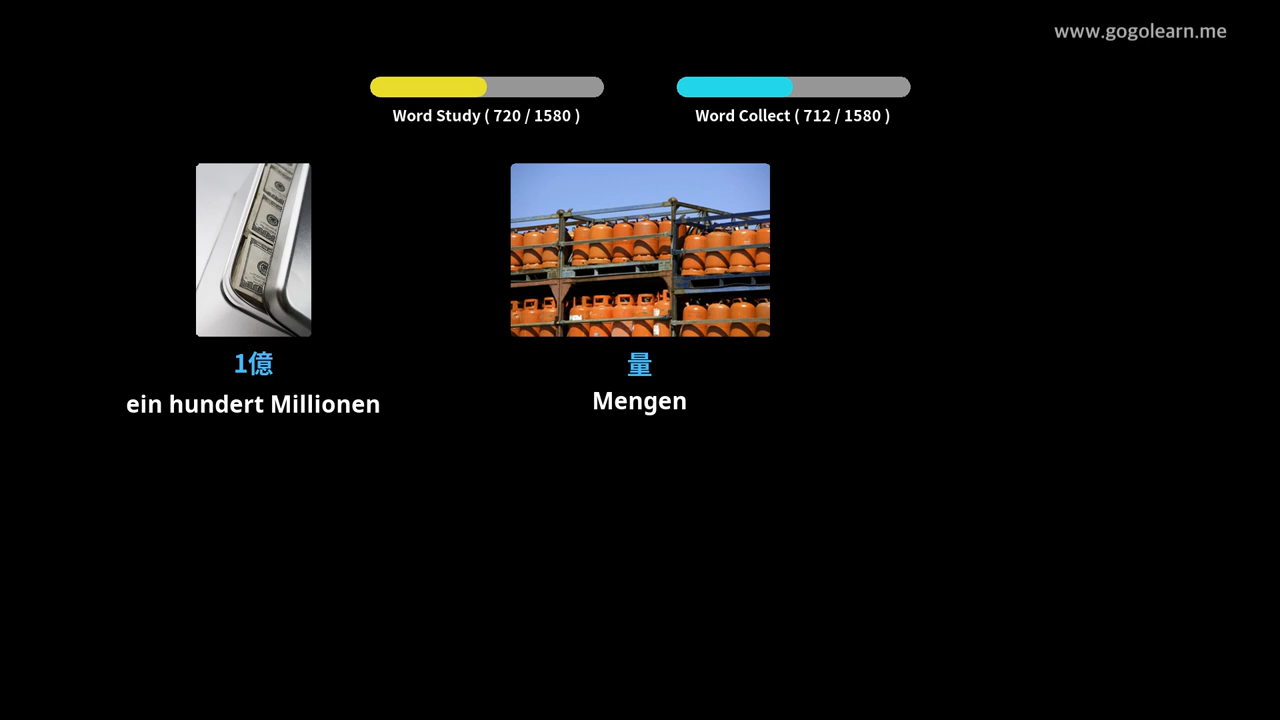 www.gogolearn.me
Word Study ( 720 / 1580 )
Word Collect ( 712 / 1580 )
1億
ein hundert Millionen
量
Mengen